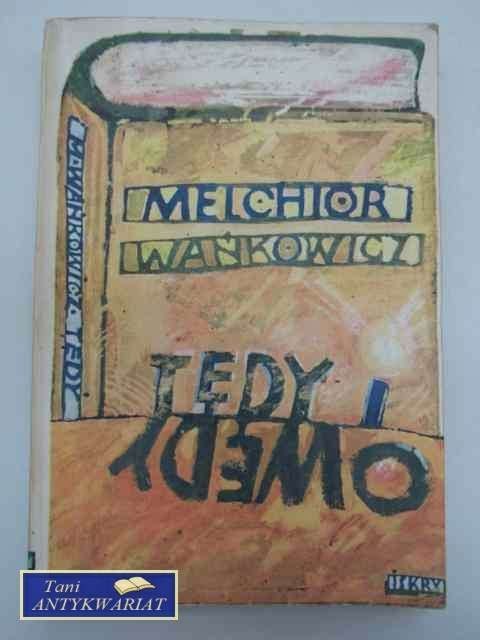 M.WAŃKOWICZ TEDY
MELCHIOR
WAŃKOWICZ
TEDY I
OWEDY
ISKRY
Tani
ANTYKWARIAT